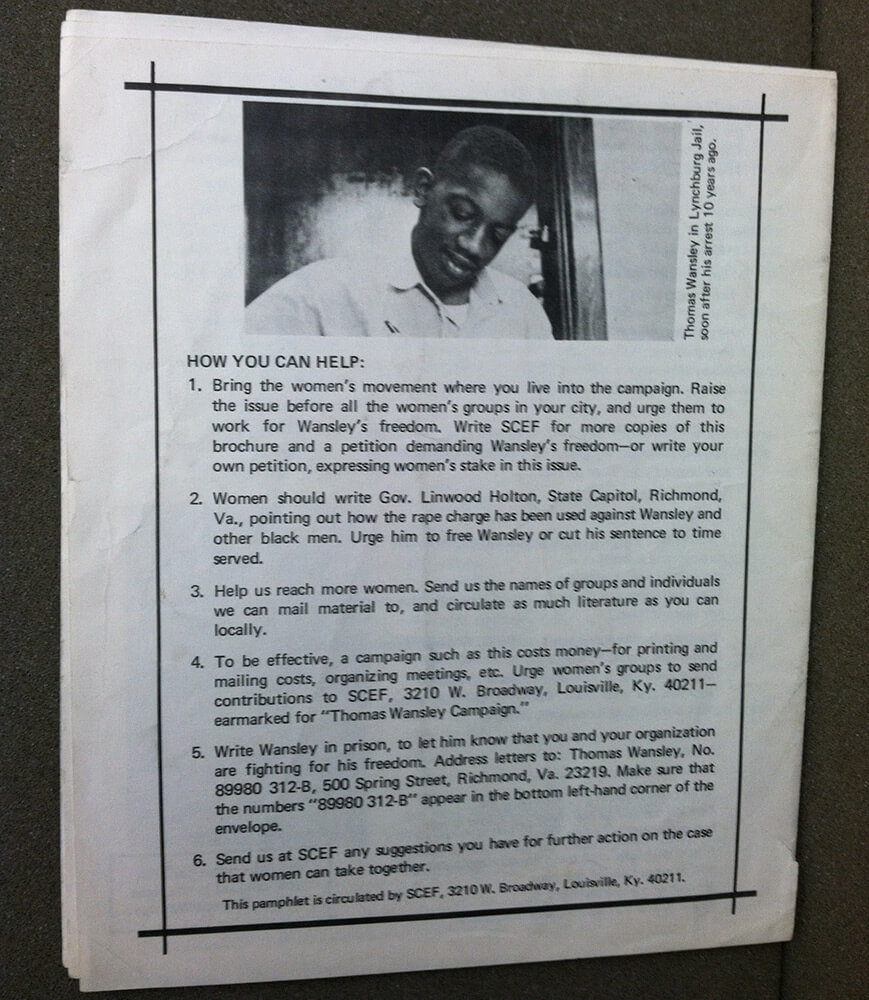 Thomas Wansley in Lynchburg Jail,
soon after his arrest 10 years ago.
HOW YOU CAN HELP:
1. Bring the women's movement where you live into the campaign. Raise
the issue before all the women's groups in your city, and urge them to
work for Wansley's freedom. Write SCEF for more copies of this
brochure and a petition demanding Wansley's freedom—or write your
own petition, expressing women's stake in this issue.
2. Women should write Gov. Linwood Holton, State Capitol, Richmond,
Va., pointing out how the rape charge has been used against Wansley and
other black men. Urge him to free Wansley or cut his sentence to time
served.
3. Help us reach more women. Send us the names of groups and individuals
we can mail material to, and circulate as much literature as you can
locally.
4. To be effective, a campaign such as this costs money—for printing and
mailing costs, organizing meetings, etc. Urge women's groups to send
contributions to SCEF, 3210 W. Broadway, Louisville, Ky. 40211—
earmarked for "Thomas Wansley Campaign."
5. Write Wansley in prison, to let him know that you and your organization
are fighting for his freedom. Address letters to: Thomas Wansley, No.
89980 312-B, 500 Spring Street, Richmond, Va. 23219. Make sure that
the numbers "89980 312-B" appear in the bottom left-hand corner of the
envelope.
6. Send us at SCEF any suggestions you have for further action on the case
that women can take together.
This pamphlet is circulated by SCEF, 3210 W. Broadway, Louisville, Ky. 40211.